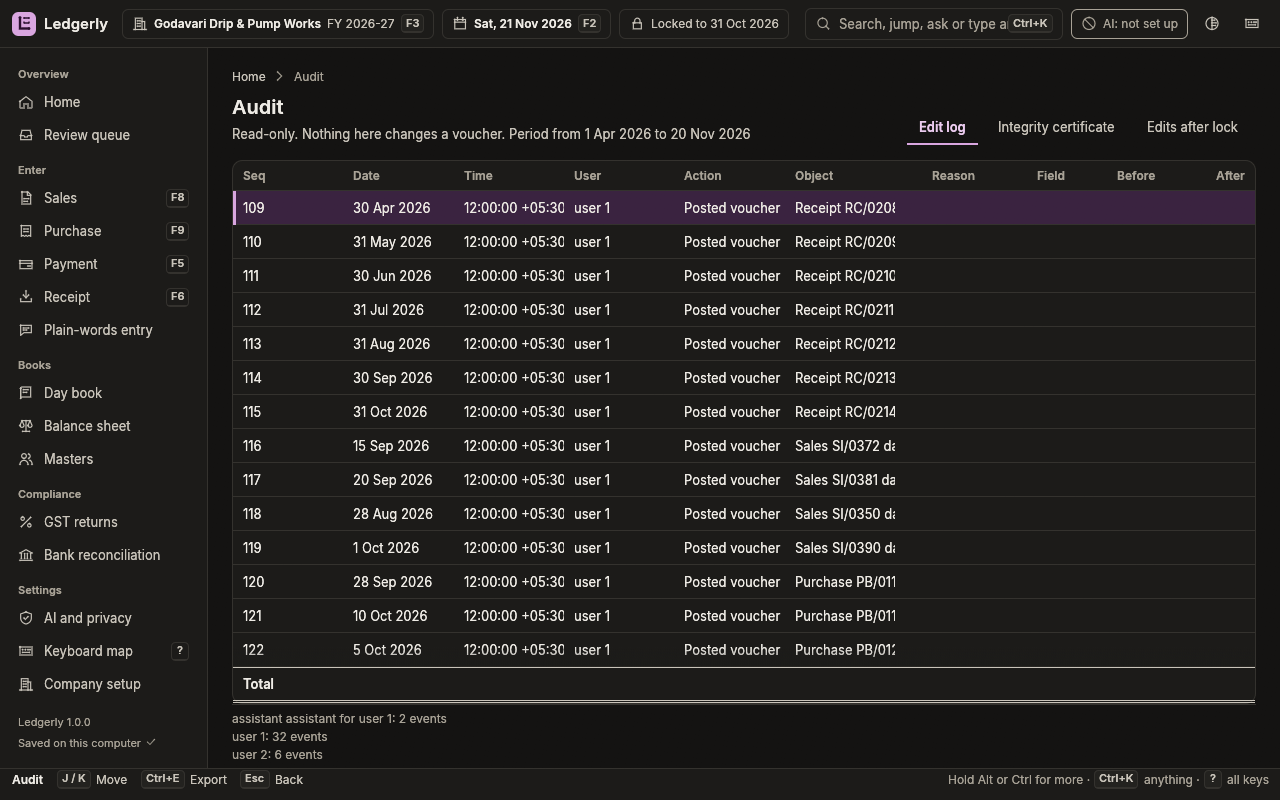 Ledgerly
Godavari Drip & Pump Works FY 2026-27 F3
Sat, 21 Nov 2026 F2
Locked to 31 Oct 2026
Search, jump, ask or type a Ctrl+K
AI: not set up
Overview
Home
Review queue
Enter
Sales F8
Purchase F9
Payment F5
Receipt F6
Plain-words entry
Books
Day book
Balance sheet
Masters
Compliance
GST returns
Bank reconciliation
Settings
AI and privacy
Keyboard map ?
Company setup
Ledgerly 1.0.0
Saved on this computer
Home > Audit
Audit
Read-only. Nothing here changes a voucher. Period from 1 Apr 2026 to 20 Nov 2026
Edit log Integrity certificate Edits after lock
Seq Date Time User Action Object Reason Field Before After
109 30 Apr 2026 12:00:00 +05:30 user 1 Posted voucher Receipt RC/0208
110 31 May 2026 12:00:00 +05:30 user 1 Posted voucher Receipt RC/0209
111 30 Jun 2026 12:00:00 +05:30 user 1 Posted voucher Receipt RC/0210
112 31 Jul 2026 12:00:00 +05:30 user 1 Posted voucher Receipt RC/0211
113 31 Aug 2026 12:00:00 +05:30 user 1 Posted voucher Receipt RC/0212
114 30 Sep 2026 12:00:00 +05:30 user 1 Posted voucher Receipt RC/0213
115 31 Oct 2026 12:00:00 +05:30 user 1 Posted voucher Receipt RC/0214
116 15 Sep 2026 12:00:00 +05:30 user 1 Posted voucher Sales SI/0372 da
117 20 Sep 2026 12:00:00 +05:30 user 1 Posted voucher Sales SI/0381 da
118 28 Aug 2026 12:00:00 +05:30 user 1 Posted voucher Sales SI/0350 da
119 1 Oct 2026 12:00:00 +05:30 user 1 Posted voucher Sales SI/0390 da
120 28 Sep 2026 12:00:00 +05:30 user 1 Posted voucher Purchase PB/011
121 10 Oct 2026 12:00:00 +05:30 user 1 Posted voucher Purchase PB/011
122 5 Oct 2026 12:00:00 +05:30 user 1 Posted voucher Purchase PB/012
Total
assistant assistant for user 1: 2 events
user 1: 32 events
user 2: 6 events
Audit J / K Move Ctrl+E Export Esc Back
Hold Alt or Ctrl for more · Ctrl+K anything · ? all keys